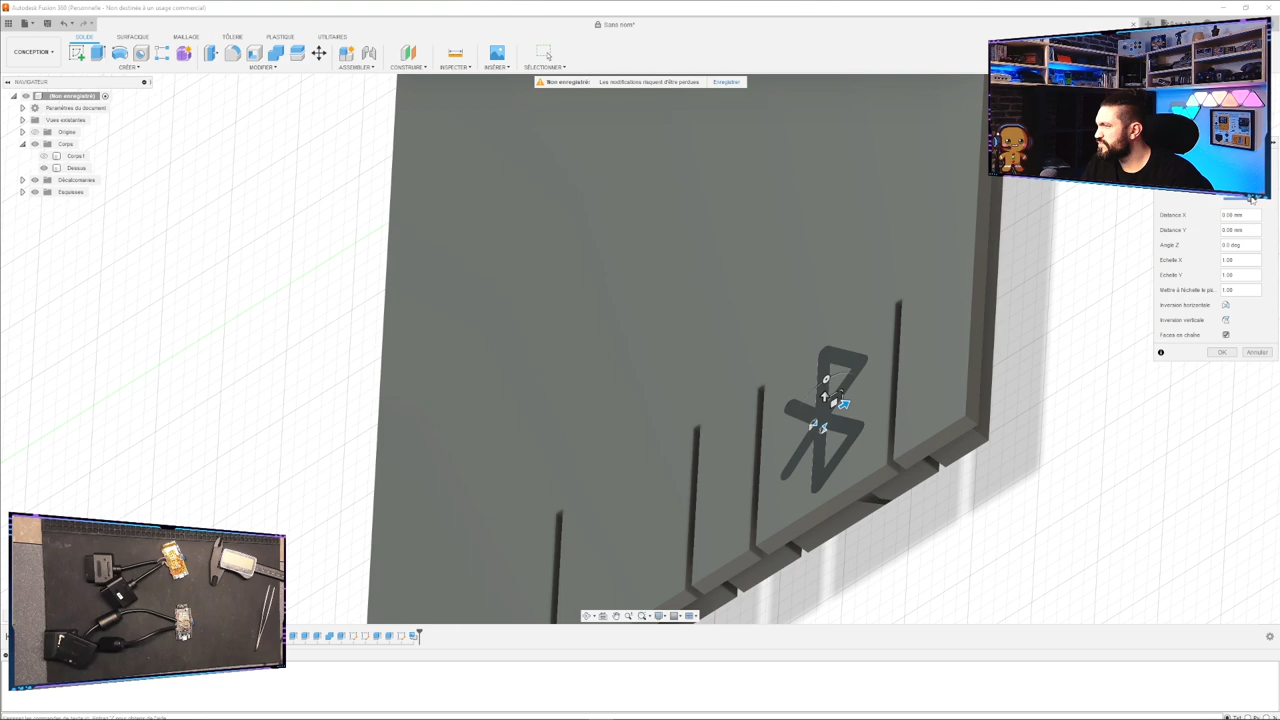 Autodesk Fusion 360 (Personnelle - Non destinée à un usage commercial)
Sans nom*
SOLIDE SURFACIQUE MAILLAGE TÔLERIE PLASTIQUE UTILITAIRES
CONCEPTION
CRÉER MODIFIER ASSEMBLER CONSTRUIRE INSPECTER INSÉRER SÉLECTIONNER
NAVIGATEUR
Non enregistré: Les modifications risquent d'être perdues Enregistrer
(Non enregistré)
Paramètres du document
Vues existantes
Origine
Corps
Corps1
Dessus
Décalcomanies
Esquisses
Distance X 0.00 mm
Distance Y 0.00 mm
Angle Z 0.0 deg
Echelle X 1.00
Echelle Y 1.00
Mettre à l'échelle le pl... 1.00
Inversion horizontale
Inversion verticale
Faces en chaîne
OK Annuler
Txt